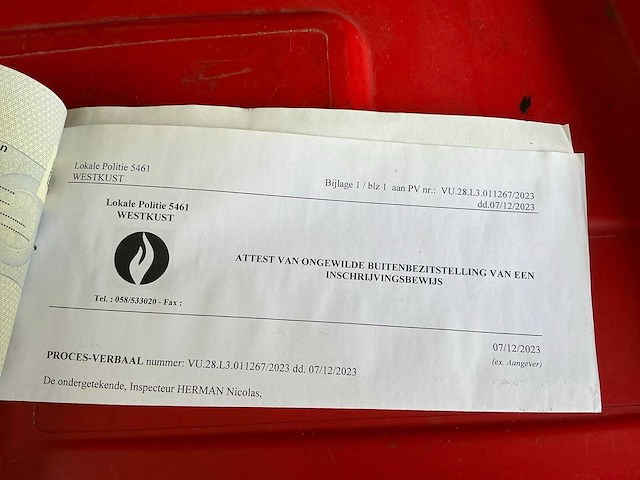 n
Lokale Politie 5461
WESTKUST
Bijlage 1 / blz 1 aan PV nr.: VU.28.L3.011267/2023
dd.07/12/2023
Lokale Politie 5461
WESTKUST
ATTEST VAN ONGEWILDE BUITENBEZITSTELLING VAN EEN
INSCHRIJVINGSBEWIJS
Tel. : 058/533020 - Fax :
07/12/2023
(ex. Aangever)
PROCES-VERBAAL nummer: VU.28.L3.011267/2023 dd. 07/12/2023
De ondergetekende, Inspecteur HERMAN Nicolas,